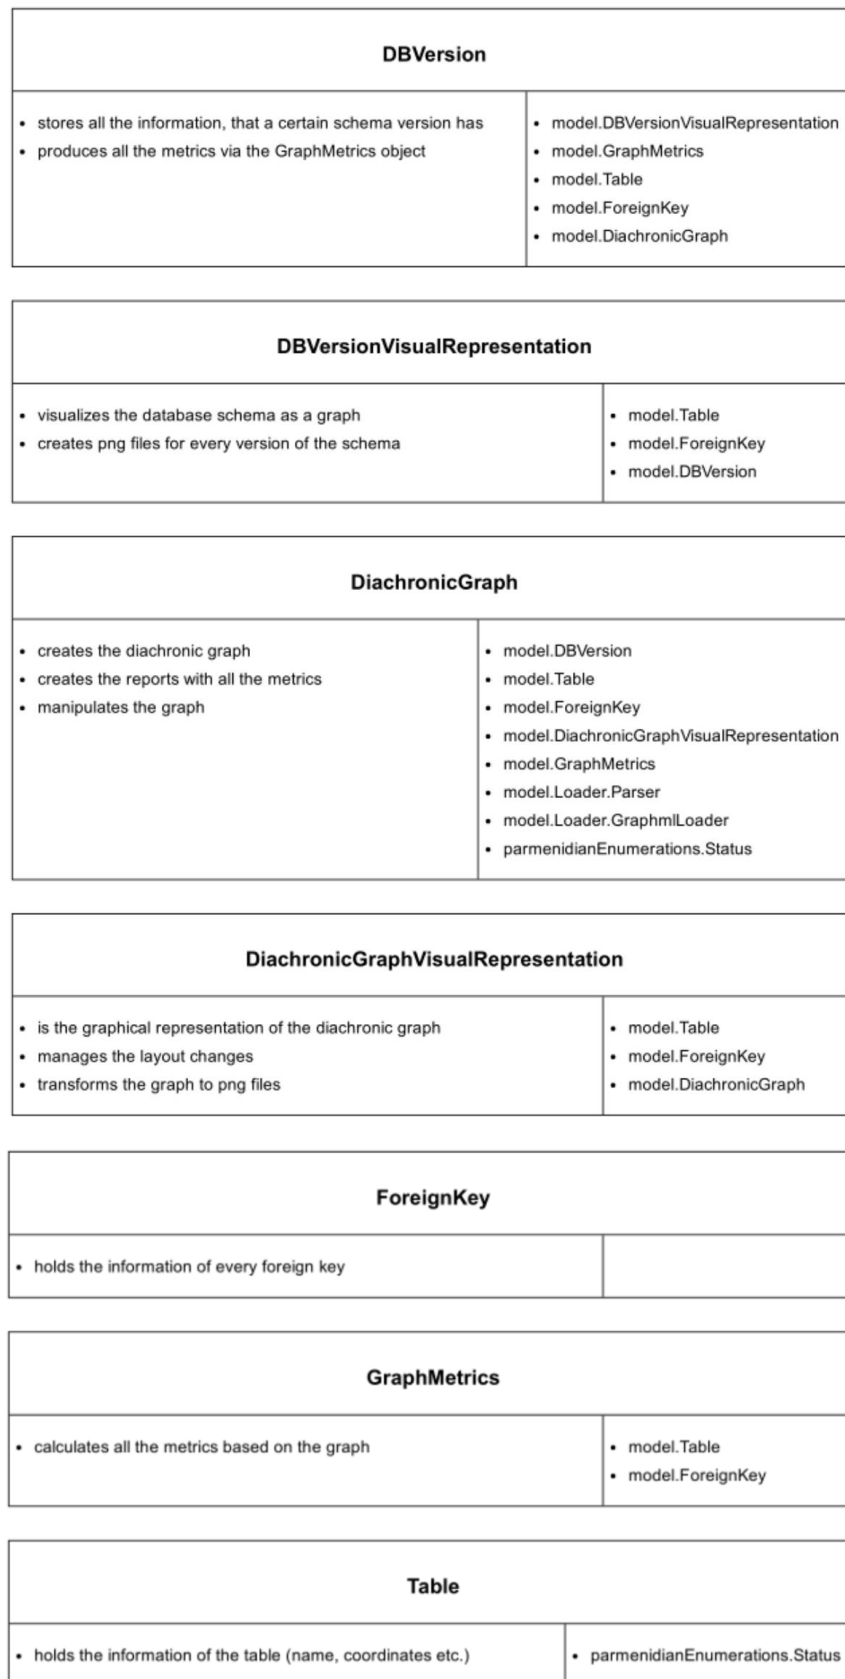 DBVersion
• stores all the information, that a certain schema version has
• produces all the metrics via the GraphMetrics object
• model.DBVersionVisualRepresentation
• model.GraphMetrics
• model.Table
• model.ForeignKey
• model.DiachronicGraph
DBVersionVisualRepresentation
• visualizes the database schema as a graph
• creates png files for every version of the schema
• model.Table
• model.ForeignKey
• model.DBVersion
DiachronicGraph
• creates the diachronic graph
• creates the reports with all the metrics
• manipulates the graph
• model.DBVersion
• model.Table
• model.ForeignKey
• model.DiachronicGraphVisualRepresentation
• model.GraphMetrics
• model.Loader.Parser
• model.Loader.GraphmlLoader
• parmenidianEnumerations.Status
DiachronicGraphVisualRepresentation
• is the graphical representation of the diachronic graph
• manages the layout changes
• transforms the graph to png files
• model.Table
• model.ForeignKey
• model.DiachronicGraph
ForeignKey
• holds the information of every foreign key
GraphMetrics
• calculates all the metrics based on the graph
• model.Table
• model.ForeignKey
Table
• holds the information of the table (name, coordinates etc.)
• parmenidianEnumerations.Status